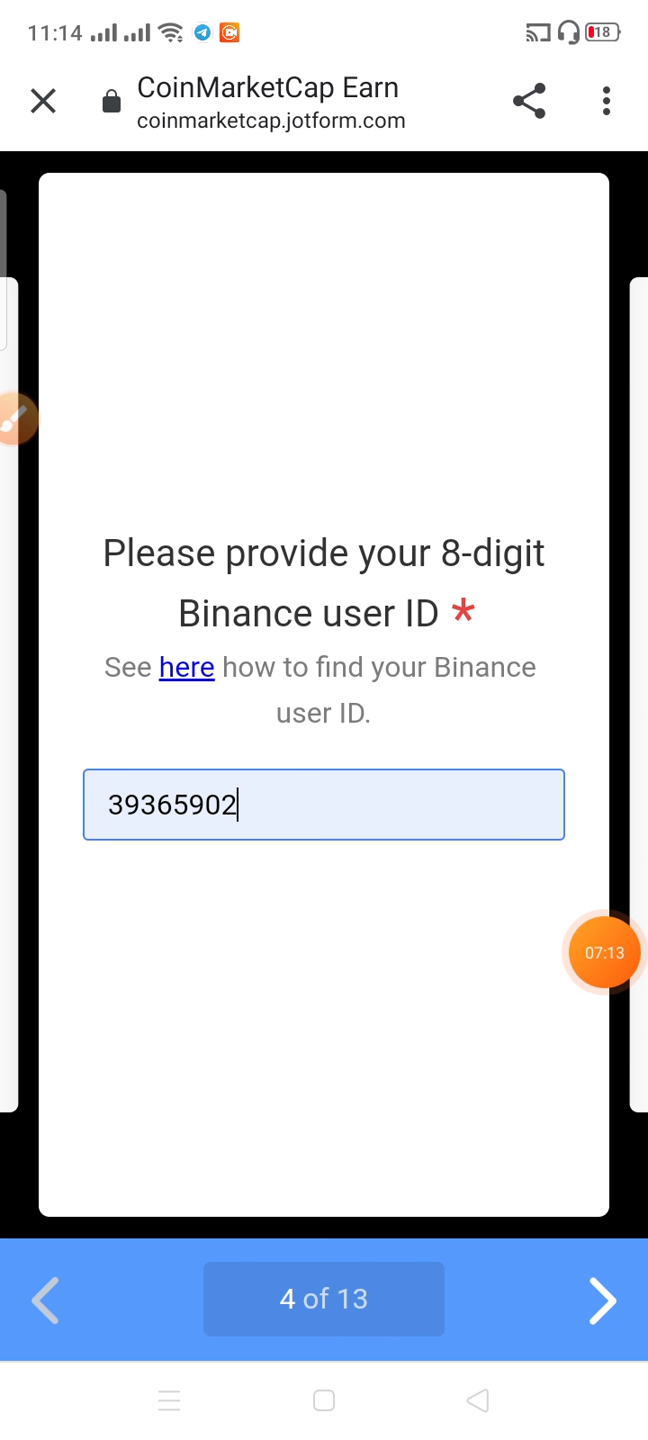 11:14
18
CoinMarketCap Earn
coinmarketcap.jotform.com
Please provide your 8-digit
Binance user ID *
See here how to find your Binance
user ID.
39365902
07:13
4 of 13